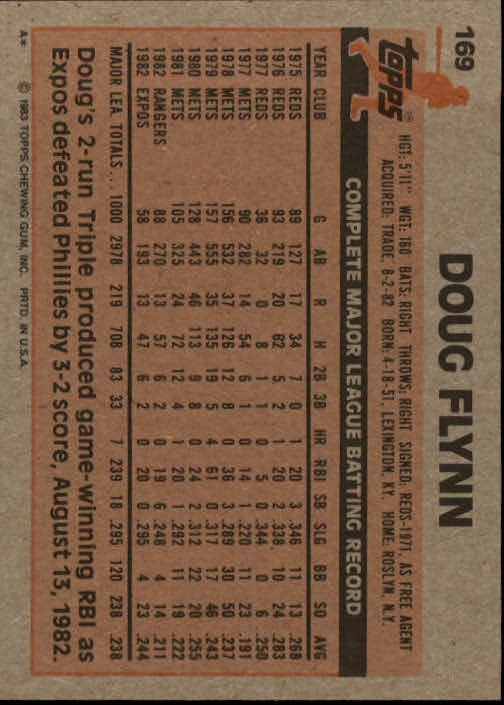 169
topps®
DOUG FLYNN
HGT: 5'11" WGT: 160 BATS: RIGHT THROWS: RIGHT SIGNED: REDS-1971, AS FREE AGENT
ACQUIRED: TRADE, 8-2-82 BORN: 4-18-51, LEXINGTON, KY. HOME: ROSLYN, N.Y.
COMPLETE MAJOR LEAGUE BATTING RECORD
YEAR CLUB G AB R H 2B 3B HR RBI SB SLG BB SO AVG
1975 REDS 89 127 17 34 7 0 1 20 3 .346 11 13 .268
1976 REDS 93 219 20 62 5 2 1 20 2 .338 10 24 .283
1977 REDS 36 32 0 8 1 1 0 5 0 .344 0 6 .250
1977 METS 90 282 14 54 6 1 0 14 1 .220 11 23 .191
1978 METS 156 532 37 126 12 8 0 36 3 .289 30 50 .237
1979 METS 157 555 35 135 19 5 4 61 0 .317 17 46 .243
1980 METS 128 443 46 113 9 8 0 24 2 .312 22 20 .255
1981 METS 105 325 24 72 12 4 1 20 1 .292 11 19 .222
1982 RANGERS 88 270 13 57 6 2 0 19 6 .248 4 14 .211
1982 EXPOS 58 193 13 47 6 2 0 20 0 .295 4 23 .244
MAJOR LEA. TOTALS... 1000 2978 219 708 83 33 7 239 18 .295 120 238 .238
Doug's 2-run Triple produced game-winning RBI as
Expos defeated Phillies by 3-2 score, August 13, 1982.
A* © 1983 TOPPS CHEWING GUM, INC. PRTD. IN U.S.A.